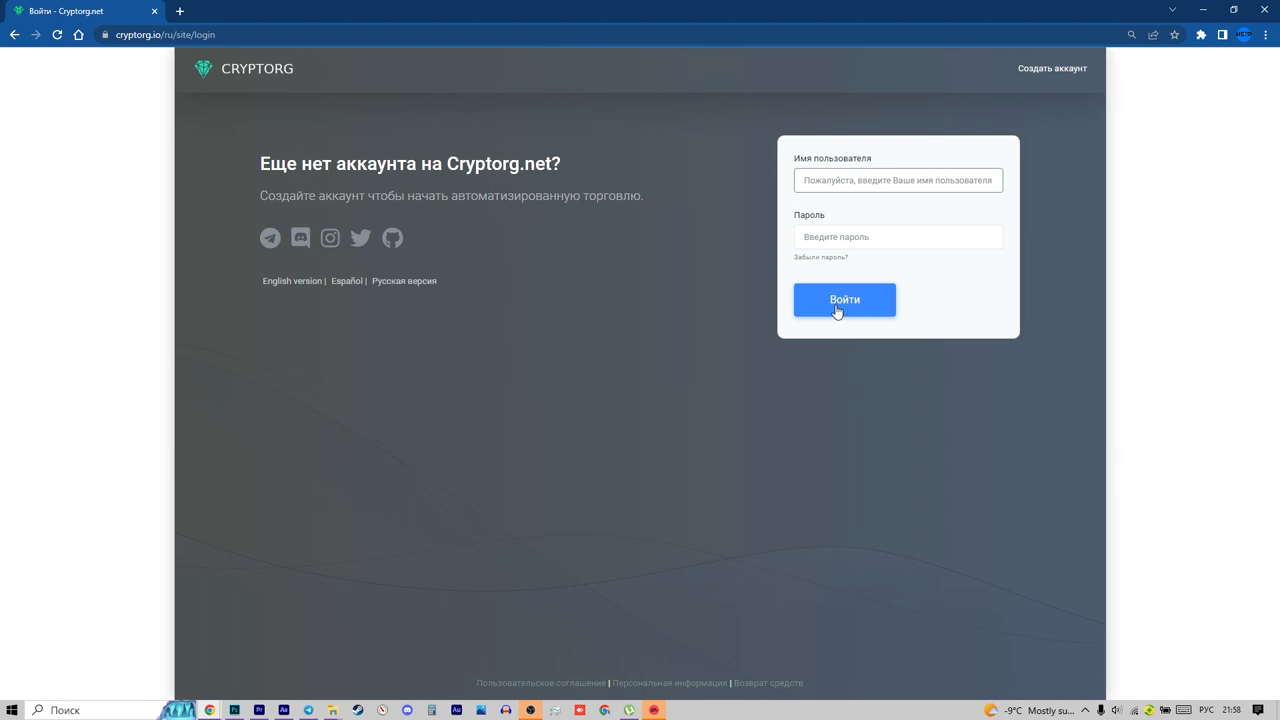 Войти - Cryptorg.net
cryptorg.io/ru/site/login
CRYPTORG
Создать аккаунт
Еще нет аккаунта на Cryptorg.net?
Создайте аккаунт чтобы начать автоматизированную торговлю.
English version | Español | Русская версия
Имя пользователя
Пожалуйста, введите Ваше имя пользователя
Пароль
Введите пароль
Забыли пароль?
Войти
Пользовательское соглашение | Персональная информация | Возврат средств
Поиск
-9°C Mostly su...
РУС
21:58